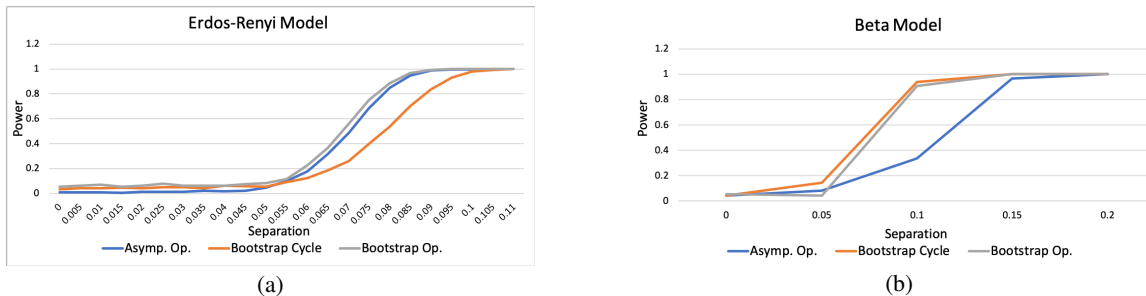 Erdos-Renyi Model
1.2
1
0.8
0.6
0.4
0.2
0
Power
0 0.005 0.01 0.015 0.02 0.025 0.03 0.035 0.04 0.045 0.05 0.055 0.06 0.065 0.07 0.075 0.08 0.085 0.09 0.095 0.1 0.105 0.11
Separation
Asymp. Op. Bootstrap Cycle Bootstrap Op.
(a)
Beta Model
1.2
1
0.8
0.6
0.4
0.2
0
Power
0 0.05 0.1 0.15 0.2
Separation
Asymp. Op. Bootstrap Cycle Bootstrap Op.
(b)